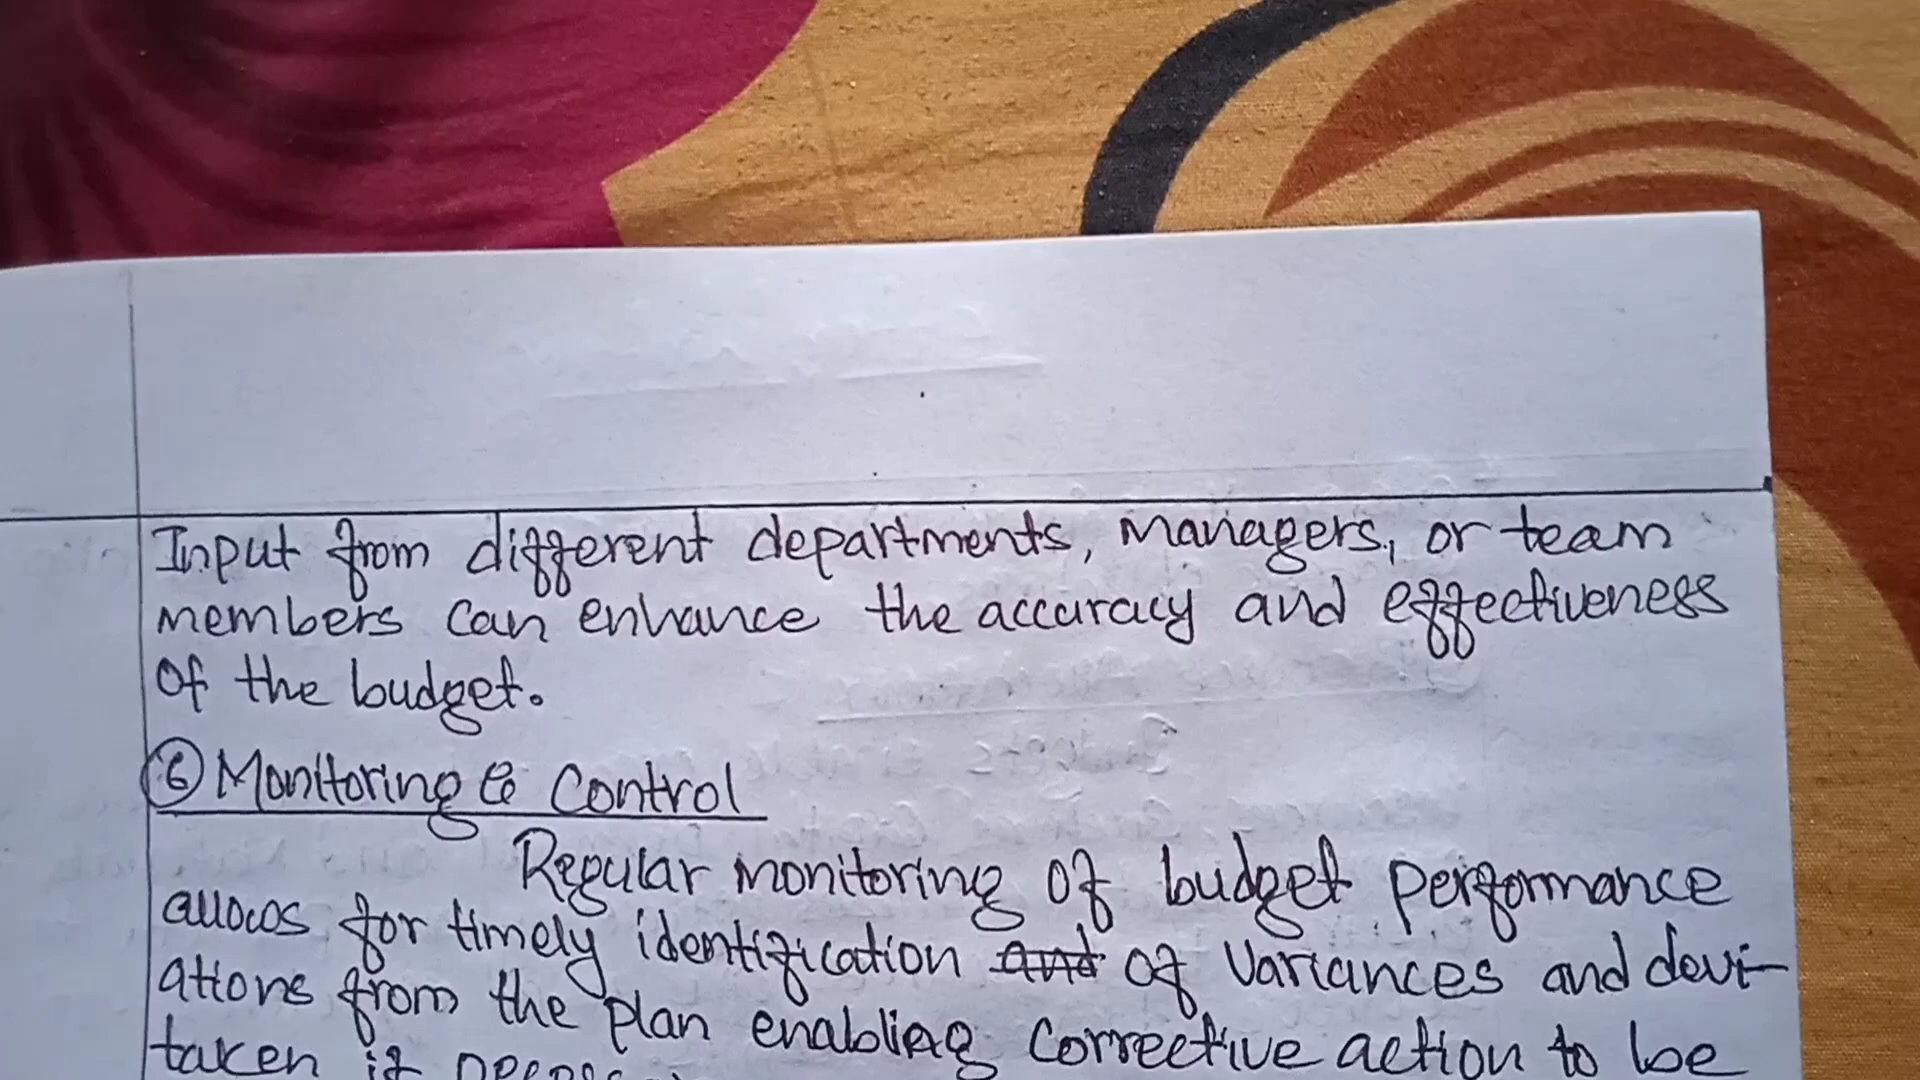 Input from different departments, managers, or team
members can enhance the accuracy and effectiveness
of the budget.
⑥ Monitoring & Control
Regular monitoring of budget performance
allows for timely identification and of variances and devi-
ations from the plan enabling corrective action to be
taken if